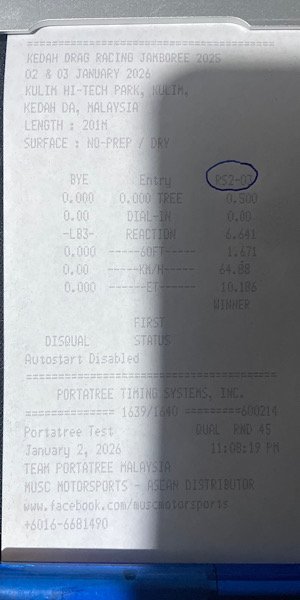 KEDAH DRAG RACING JAMBOREE 2025
02 & 03 JANUARY 2026
KULIM HI-TECH PARK, KULIM,
KEDAH DA, MALAYSIA
LENGTH : 201M
SURFACE : NO-PREP / DRY
BYE Entry PS2-07
0.000 0.000 TREE 0.500
0.00 DIAL-IN 0.00
-LB3- REACTION 6.641
0.000 -----60FT----- 1.671
0.00 ------KM/H----- 64.88
0.000 ------ET------ 10.186
WINNER
FIRST
DISQUAL STATUS
Autostart Disabled
PORTATREE TIMING SYSTEMS, INC.
============== 1639/1640 =========600214
Portatree Test DUAL RND 45
January 2, 2026 11:08:19 PM
TEAM PORTATREE MALAYSIA
MUSC MOTORSPORTS - ASEAN DISTRIBUTOR
www.facebook.com/muscmotorsports
+6016-6681490